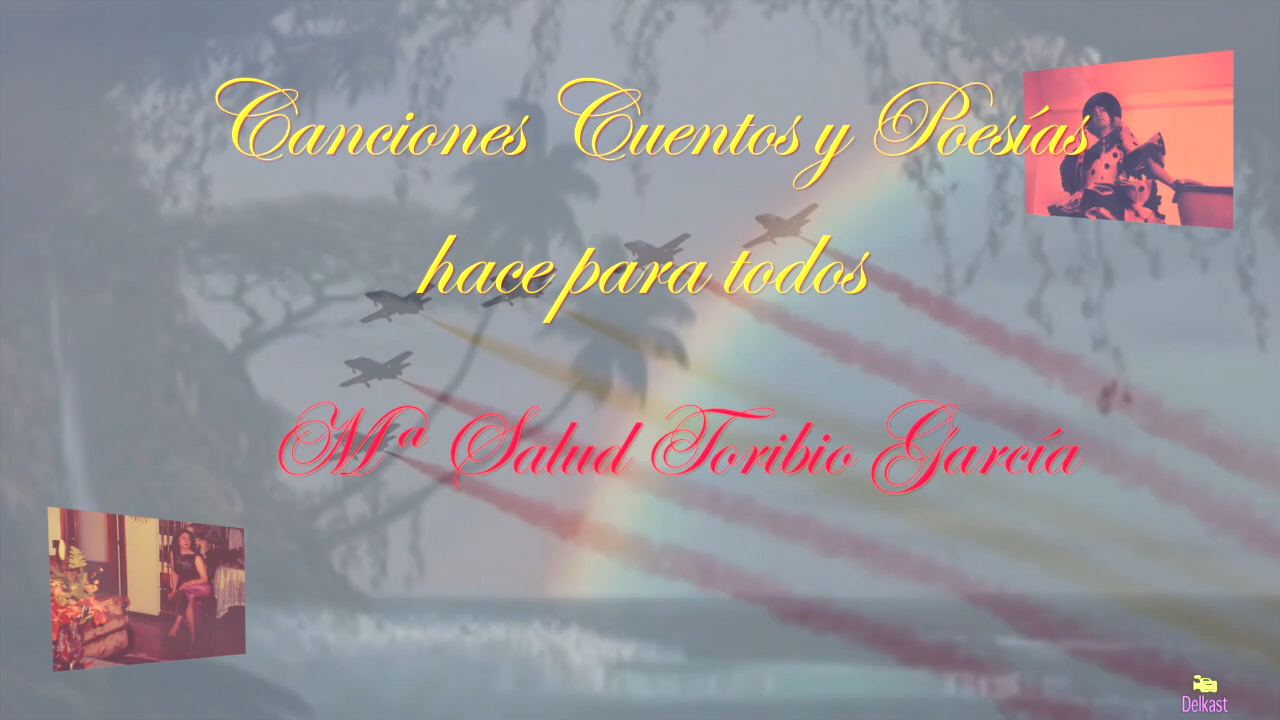 Canciones Cuentos y Poesías
hace para todos
Mª Salud Toribio García
Delkast